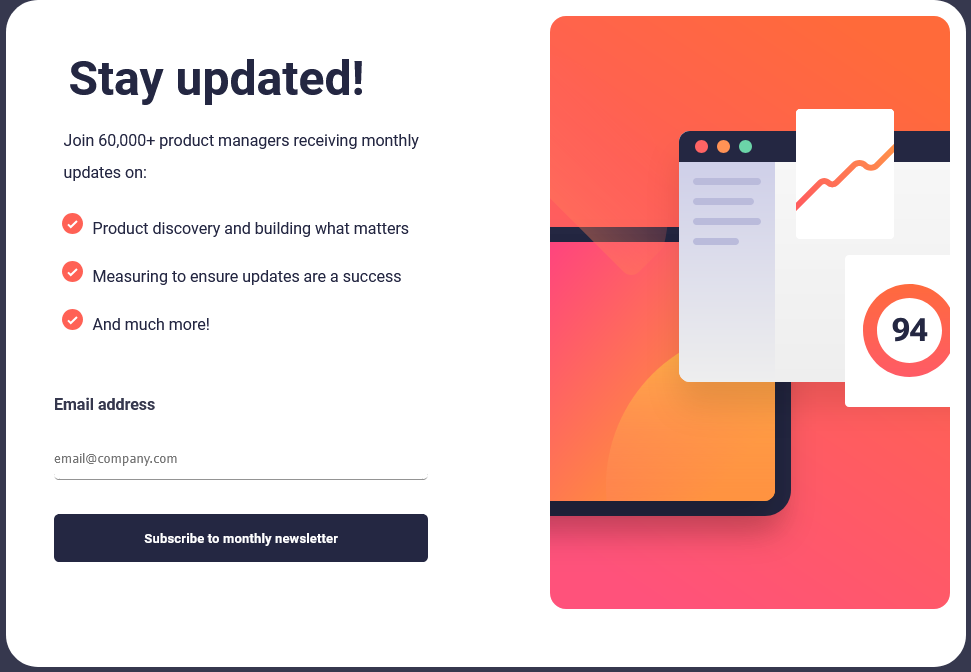 Stay updated!
Join 60,000+ product managers receiving monthly
updates on:
Product discovery and building what matters
Measuring to ensure updates are a success
And much more!
Email address
email@company.com
Subscribe to monthly newsletter
94